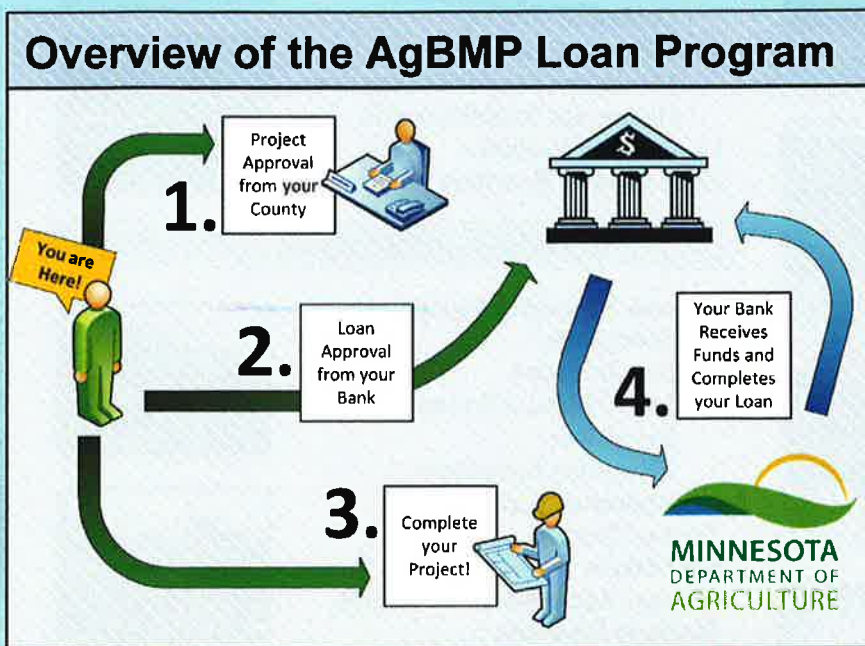 Overview of the AgBMP Loan Program
1.
Project
Approval
from your
County
$
You are
Here!
2.
Loan
Approval
from your
Bank
4.
Your Bank
Receives
Funds and
Completes
your Loan
3.
Complete
your
Project!
MINNESOTA
DEPARTMENT OF
AGRICULTURE